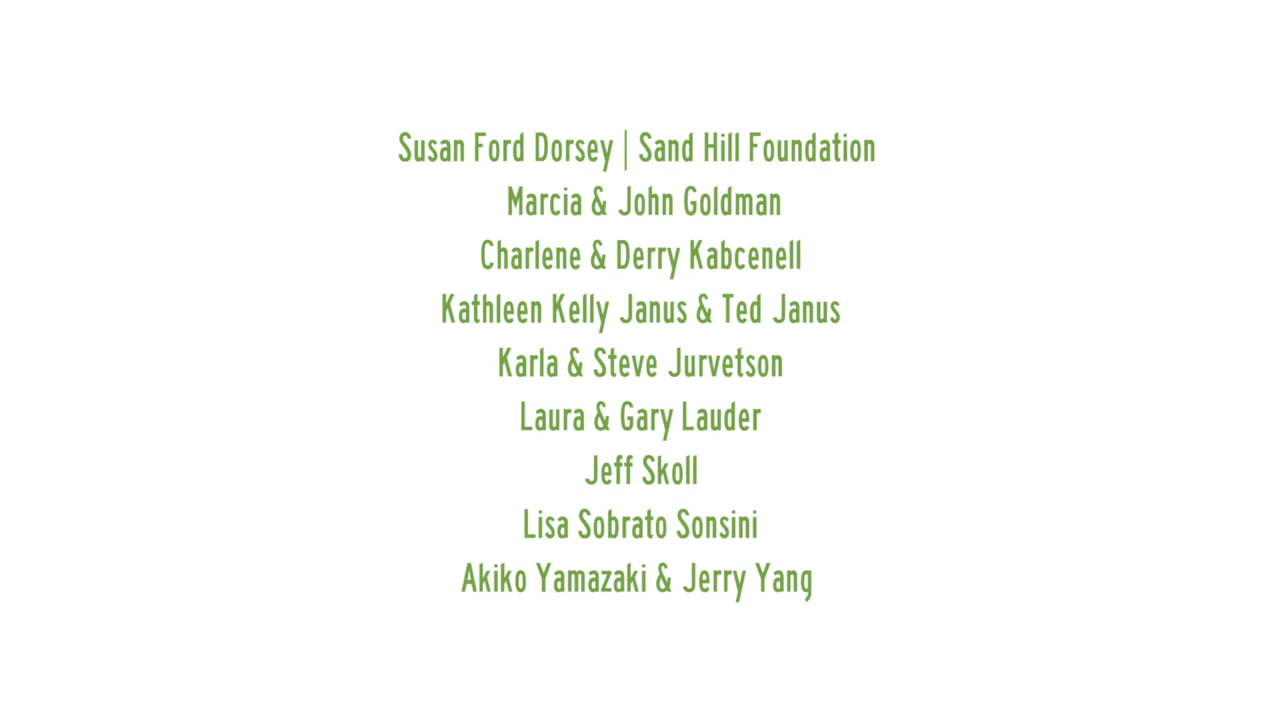 Susan Ford Dorsey | Sand Hill Foundation
Marcia & John Goldman
Charlene & Derry Kabcenell
Kathleen Kelly Janus & Ted Janus
Karla & Steve Jurvetson
Laura & Gary Lauder
Jeff Skoll
Lisa Sobrato Sonsini
Akiko Yamazaki & Jerry Yang